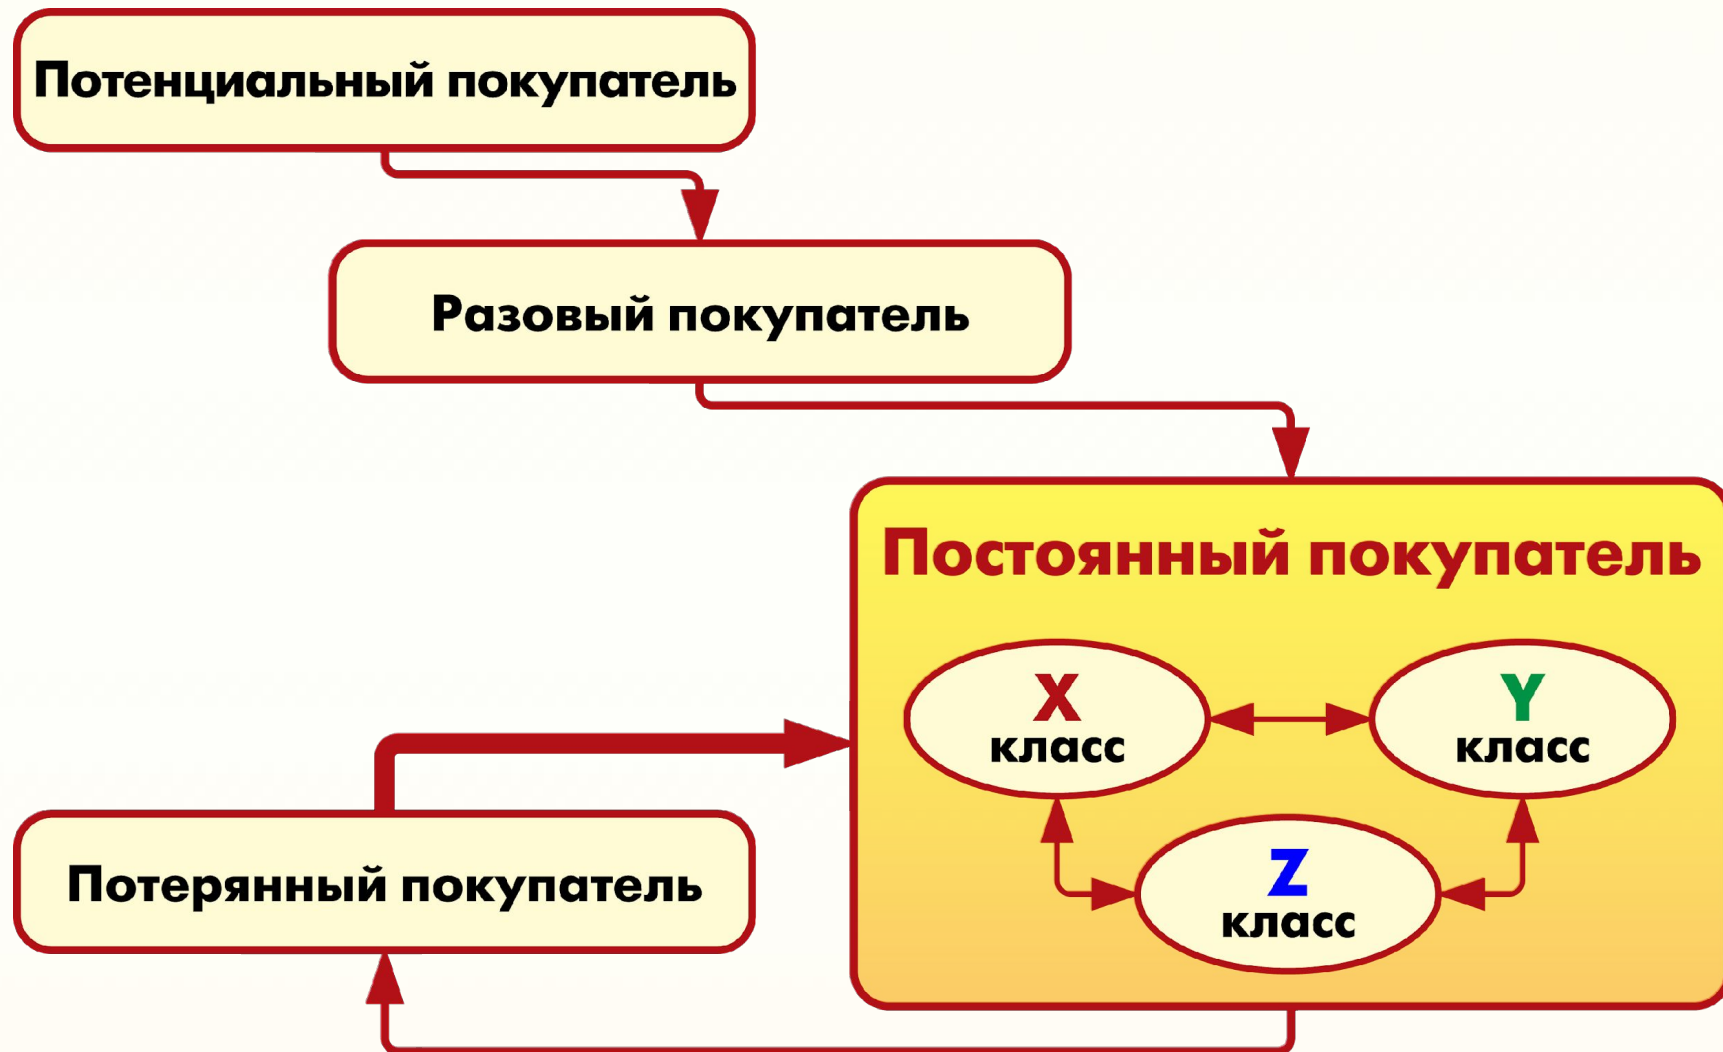 Потенциальный покупатель
Разовый покупатель
Постоянный покупатель
X
класс
Y
класс
Z
класс
Потерянный покупатель